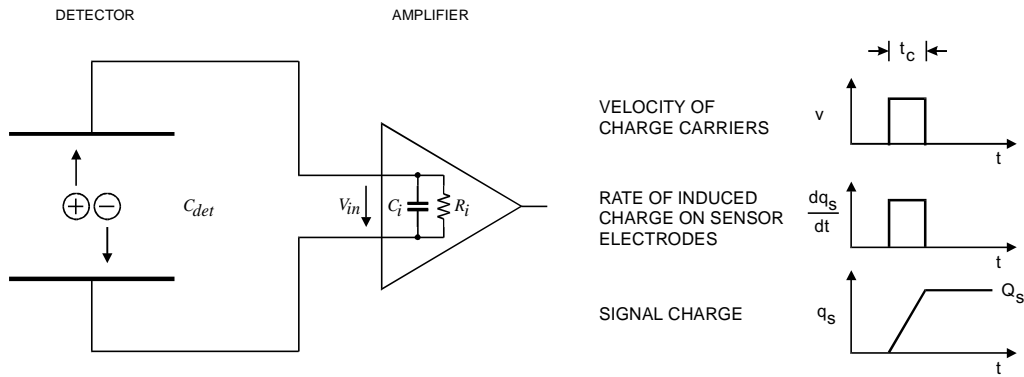 DETECTOR
AMPLIFIER
C_det
V_in
C_i
R_i
VELOCITY OF
CHARGE CARRIERS
t_c
v
t
RATE OF INDUCED
CHARGE ON SENSOR
ELECTRODES
dq_s
dt
t
SIGNAL CHARGE
q_s
Q_s
t